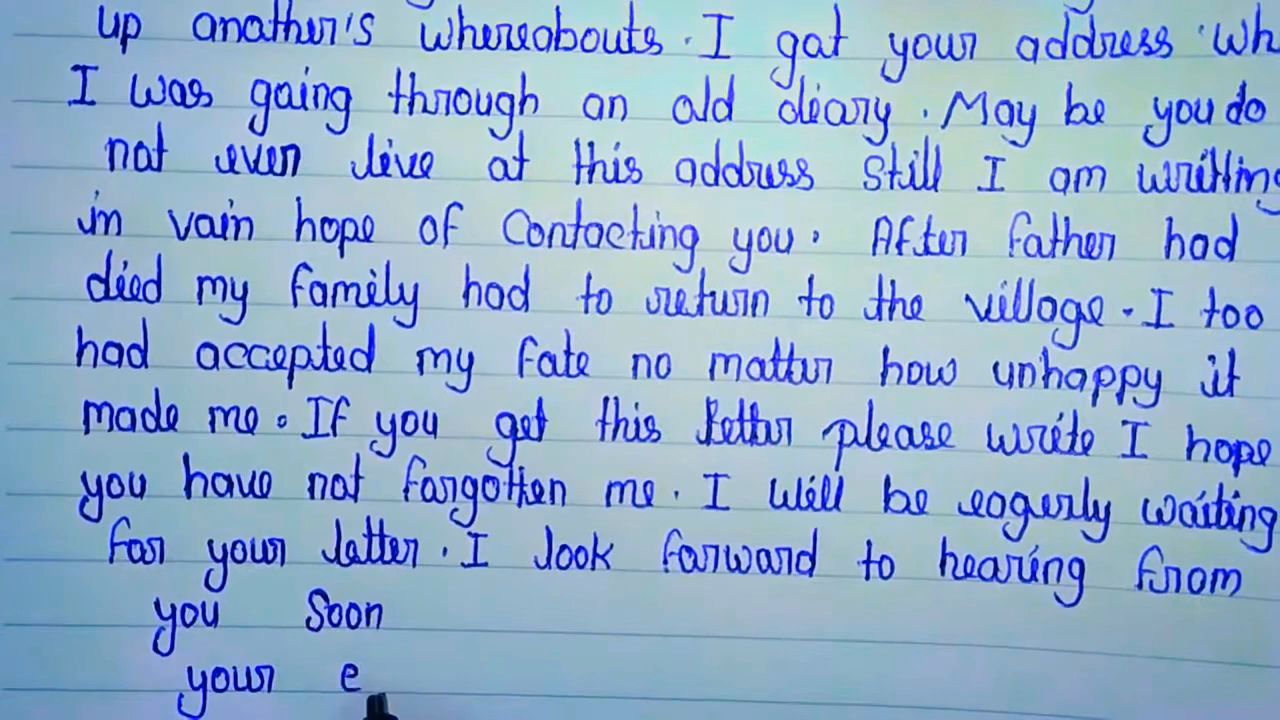 up another's whereabouts. I got your address wh
I was going through an old diary. May be you do
not even live at this address still I am writting
in vain hope of Contacting you. After father had
died my family had to return to the village. I too
had accepted my fate no matter how unhappy it
made me. If you get this letter please write I hope
you have not forgotten me. I will be eagerly waiting
for your latter. I look forward to hearing from
you Soon
your e